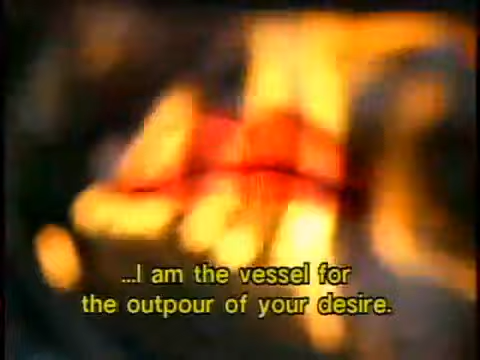 ...I am the vessel for
the outpour of your desire.